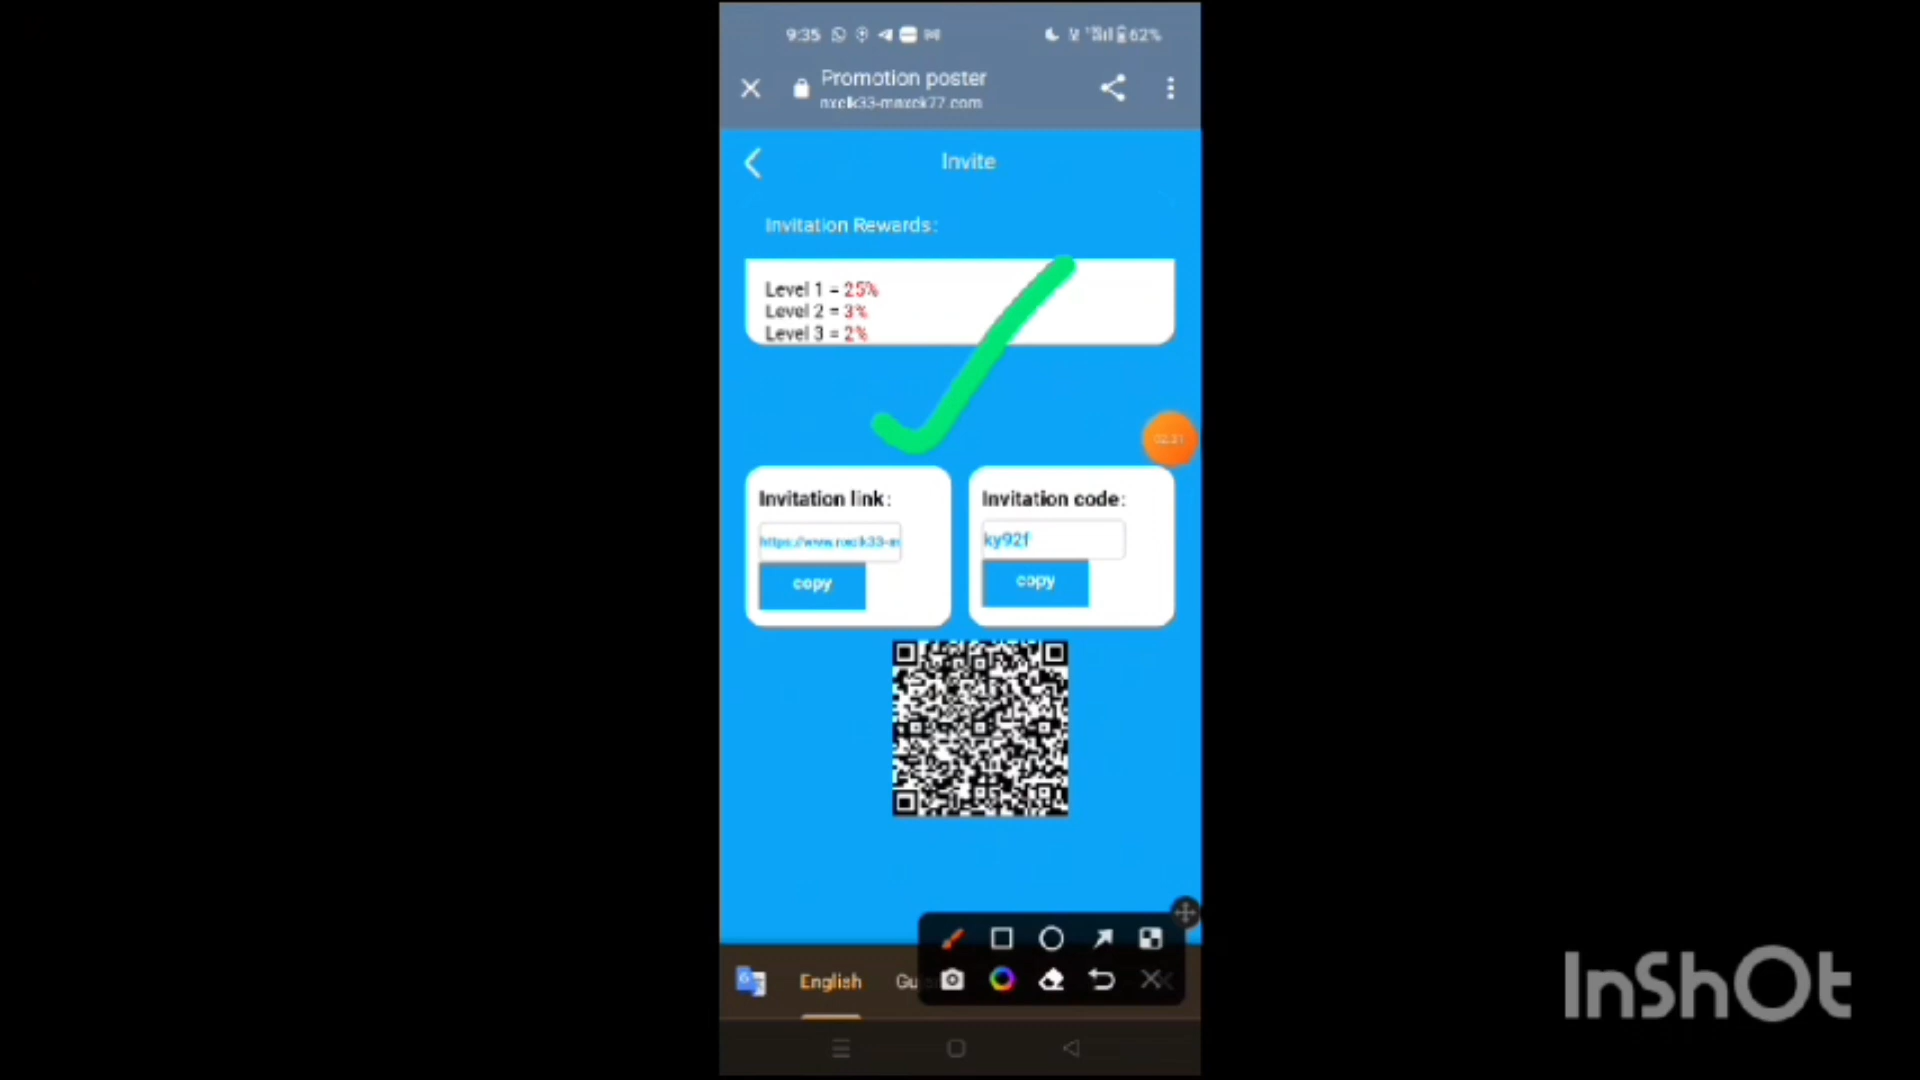 9:35
62%
Promotion poster
Invite
Invitation Rewards:
Level 1 = 25%
Level 2 = 3%
Level 3 = 2%
Invitation link:
Invitation code:
ky92f
copy
copy
English
InShOt